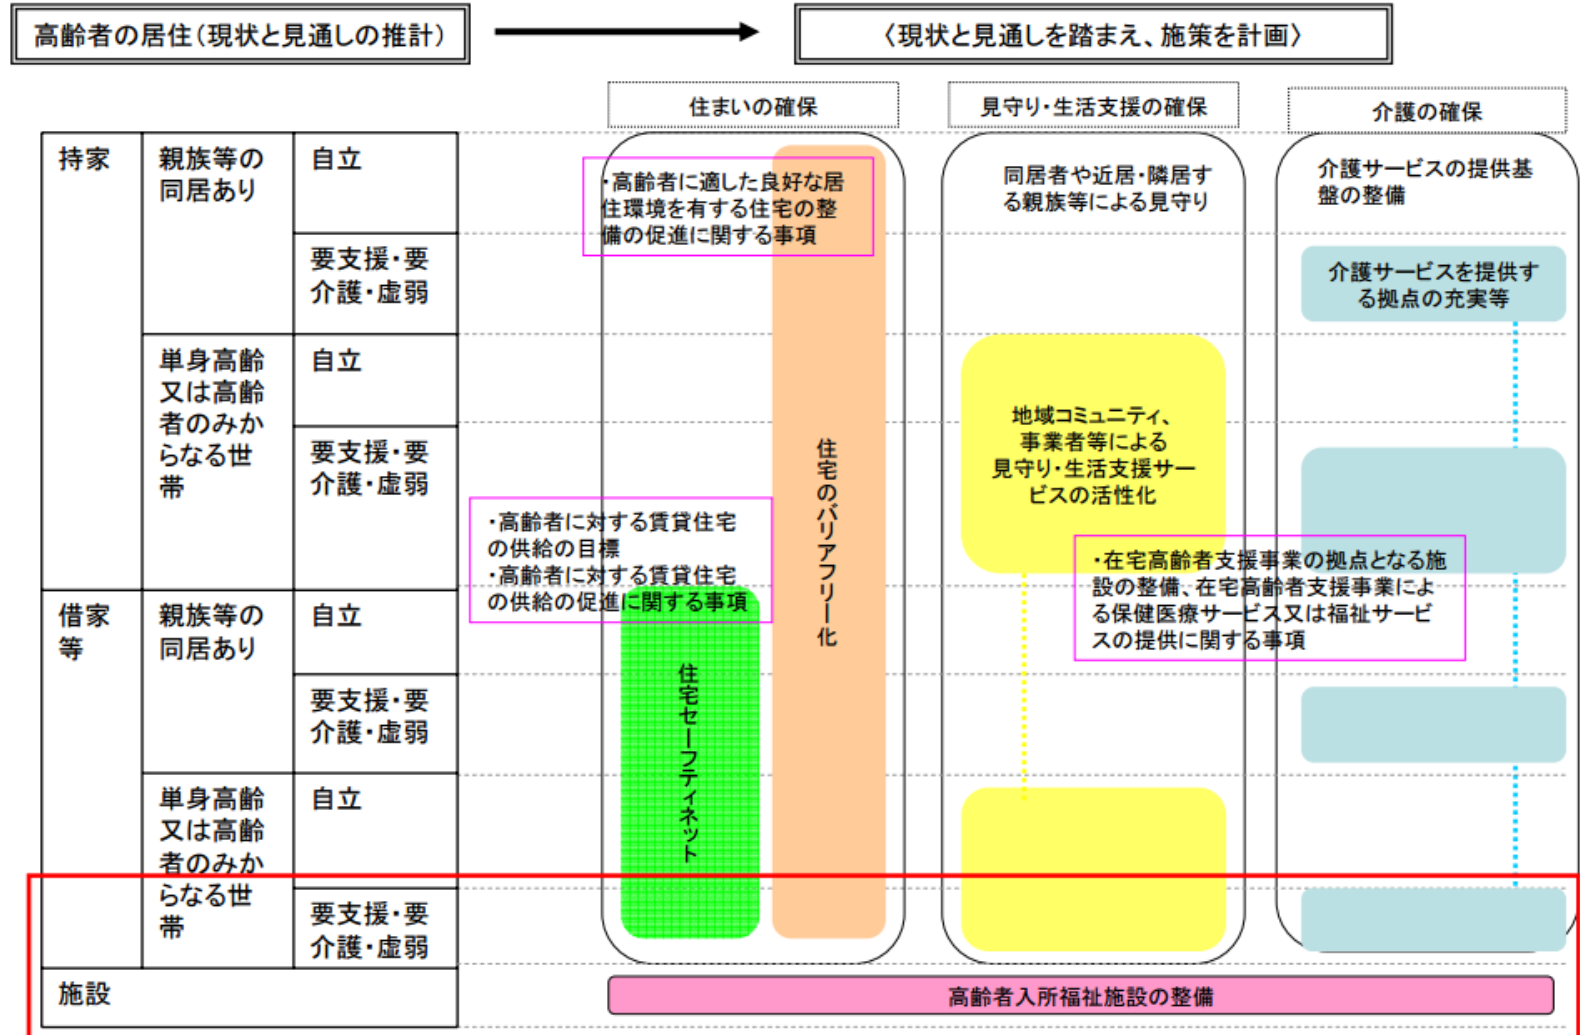 高齢者の居住(現状と見通しの推計)
〈現状と見通しを踏まえ、施策を計画〉
住まいの確保
見守り・生活支援の確保
介護の確保
持家
親族等の
同居あり
自立
要支援・要
介護・虚弱
単身高齢
又は高齢
者のみか
らなる世
帯
自立
要支援・要
介護・虚弱
借家
等
親族等の
同居あり
自立
要支援・要
介護・虚弱
単身高齢
又は高齢
者のみか
らなる世
帯
自立
要支援・要
介護・虚弱
施設
・高齢者に適した良好な居
住環境を有する住宅の整
備の促進に関する事項
・高齢者に対する賃貸住宅
の供給の目標
・高齢者に対する賃貸住宅
の供給の促進に関する事項
住宅のバリアフリー化
住宅セーフティネット
同居者や近居・隣居す
る親族等による見守り
地域コミュニティ、
事業者等による
見守り・生活支援サー
ビスの活性化
介護サービスの提供基
盤の整備
介護サービスを提供す
る拠点の充実等
・在宅高齢者支援事業の拠点となる施
設の整備、在宅高齢者支援事業によ
る保健医療サービス又は福祉サービ
スの提供に関する事項
高齢者入所福祉施設の整備